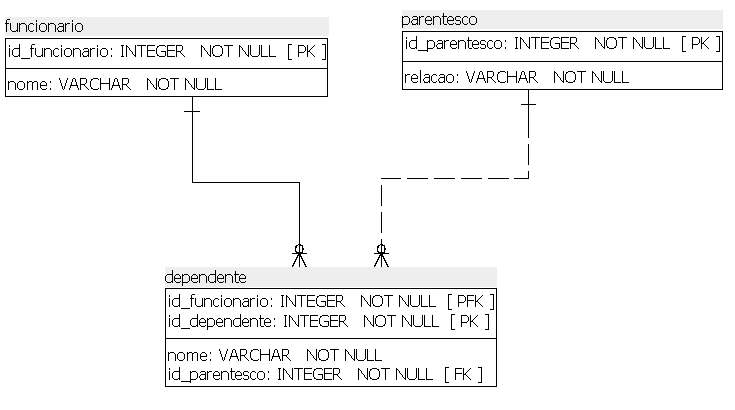 funcionario
id_funcionario: INTEGER NOT NULL [ PK ]
nome: VARCHAR NOT NULL
parentesco
id_parentesco: INTEGER NOT NULL [ PK ]
relacao: VARCHAR NOT NULL
dependente
id_funcionario: INTEGER NOT NULL [ PFK ]
id_dependente: INTEGER NOT NULL [ PK ]
nome: VARCHAR NOT NULL
id_parentesco: INTEGER NOT NULL [ FK ]